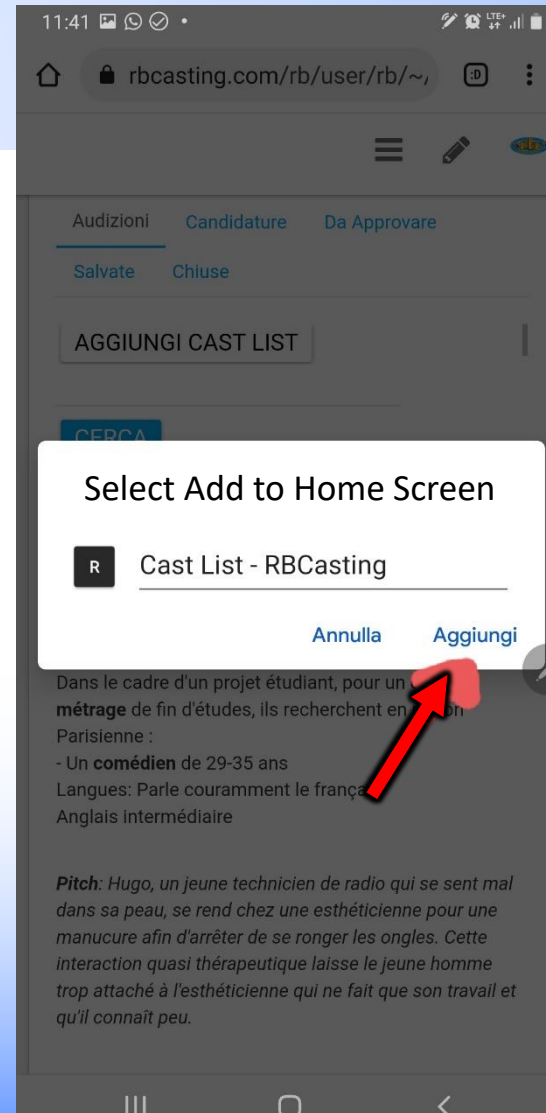 11:41
LTE+
rbcasting.com/rb/user/rb/~/
:D
Audizioni Candidature Da Approvare
Salvate Chiuse
AGGIUNGI CAST LIST
CERCA
Select Add to Home Screen
R Cast List - RBCasting
Annulla Aggiungi
Dans le cadre d'un projet étudiant, pour un
métrage de fin d'études, ils recherchent en
Parisienne :
- Un comédien de 29-35 ans
Langues: Parle couramment le
Anglais intermédiaire
Pitch: Hugo, un jeune technicien de radio qui se sent mal
dans sa peau, se rend chez une esthéticienne pour une
manucure afin d'arrêter de se ronger les ongles. Cette
interaction quasi thérapeutique laisse le jeune homme
trop attaché à l'esthéticienne qui ne fait que son travail et
qu'il connaît peu.